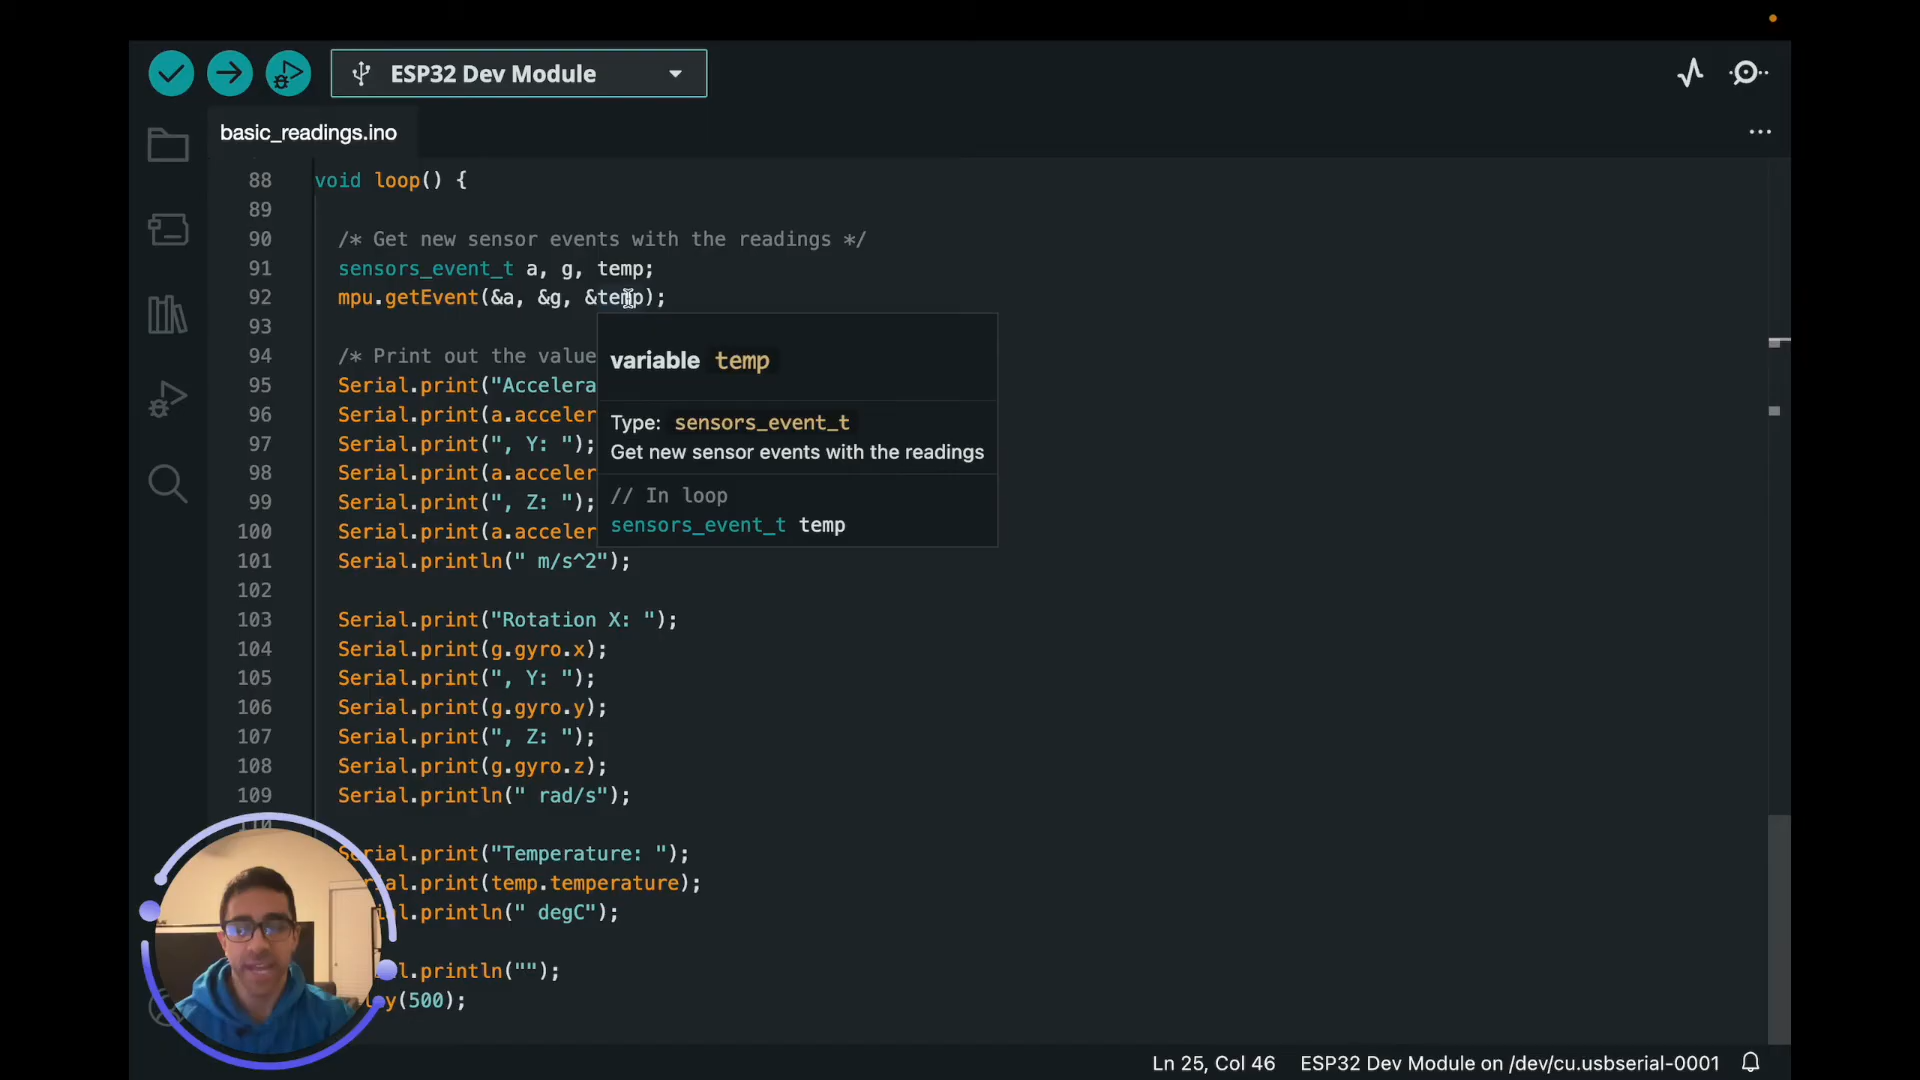 ESP32 Dev Module
basic_readings.ino
88 void loop() {
89
90 /* Get new sensor events with the readings */
91 sensors_event_t a, g, temp;
92 mpu.getEvent(&a, &g, &temp);
93
94 /* Print out the value
95 Serial.print("Accelera
96 Serial.print(a.acceler
97 Serial.print(", Y: ");
98 Serial.print(a.acceler
99 Serial.print(", Z: ");
100 Serial.print(a.acceler
101 Serial.println(" m/s^2");
variable temp
Type: sensors_event_t
Get new sensor events with the readings
// In loop
sensors_event_t temp
102
103 Serial.print("Rotation X: ");
104 Serial.print(g.gyro.x);
105 Serial.print(", Y: ");
106 Serial.print(g.gyro.y);
107 Serial.print(", Z: ");
108 Serial.print(g.gyro.z);
109 Serial.println(" rad/s");
110
Serial.print("Temperature: ");
ial.print(temp.temperature);
ial.println(" degC");
l.println("");
ay(500);
Ln 25, Col 46
ESP32 Dev Module on /dev/cu.usbserial-0001